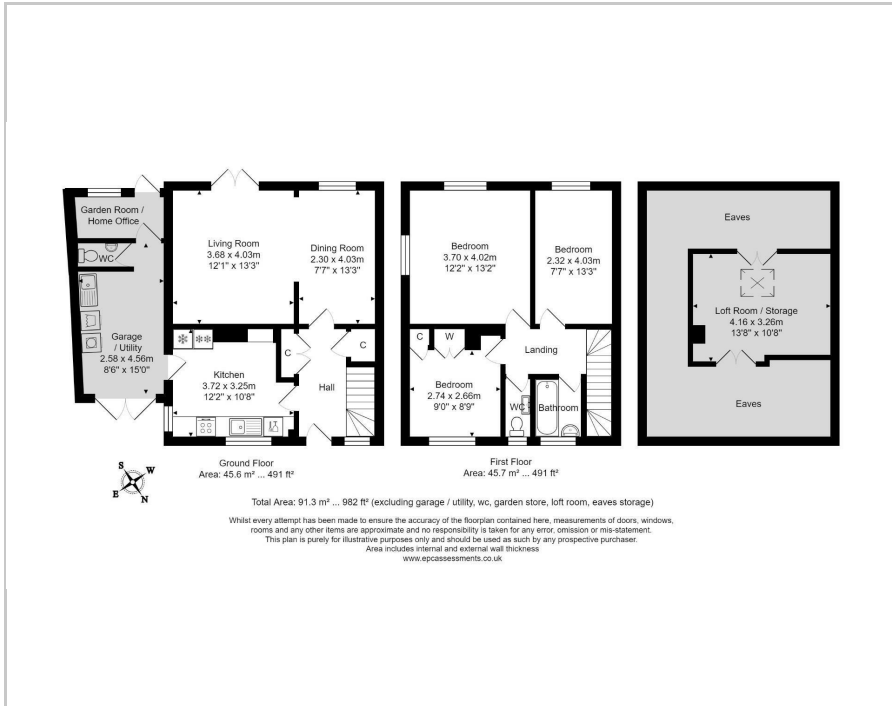 Garden Room /
Home Office
WC
Garage
/ Utility
2.58 x 4.56m
8'6" x 15'0"
Living Room
3.68 x 4.03m
12'1" x 13'3"
Dining Room
2.30 x 4.03m
7'7" x 13'3"
Kitchen
3.72 x 3.25m
12'2" x 10'8"
C
C
Hall
Ground Floor
Area: 45.6 m² ... 491 ft²
Bedroom
3.70 x 4.02m
12'2" x 13'2"
Bedroom
2.32 x 4.03m
7'7" x 13'3"
C
W
Landing
Bedroom
2.74 x 2.66m
9'0" x 8'9"
WC
Bathroom
First Floor
Area: 45.7 m² ... 491 ft²
Eaves
Loft Room / Storage
4.16 x 3.26m
13'8" x 10'8"
Eaves
S
W
E
N
Total Area: 91.3 m² ... 982 ft² (excluding garage / utility, wc, garden store, loft room, eaves storage)
Whilst every attempt has been made to ensure the accuracy of the floorplan contained here, measurements of doors, windows,
rooms and any other items are approximate and no responsibility is taken for any error, omission or mis-statement.
This plan is purely for illustrative purposes only and should be used as such by any prospective purchaser.
Area includes internal and external wall thickness
www.epcassessments.co.uk